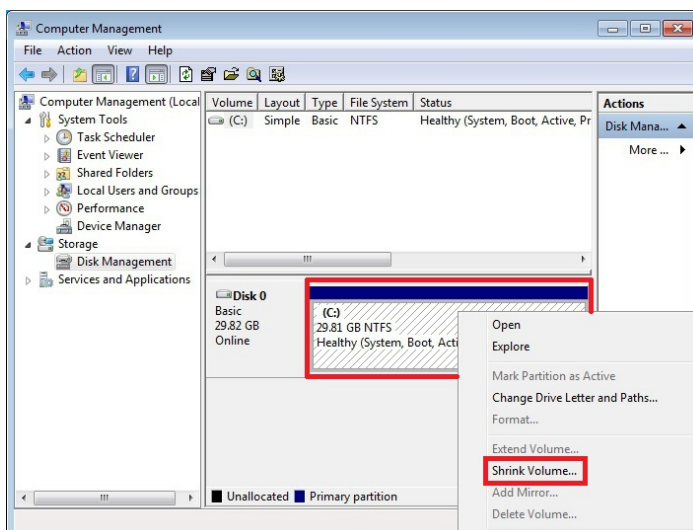 Computer Management
File Action View Help
Computer Management (Local
System Tools
Task Scheduler
Event Viewer
Shared Folders
Local Users and Groups
Performance
Device Manager
Storage
Disk Management
Services and Applications
Volume Layout Type File System Status
(C:) Simple Basic NTFS Healthy (System, Boot, Active, Pr
Actions
Disk Mana...
More ...
Disk 0
Basic
29.82 GB
Online
(C:)
29.81 GB NTFS
Healthy (System, Boot, Acti
Open
Explore
Mark Partition as Active
Change Drive Letter and Paths...
Format...
Extend Volume...
Shrink Volume...
Add Mirror...
Delete Volume...
Unallocated Primary partition